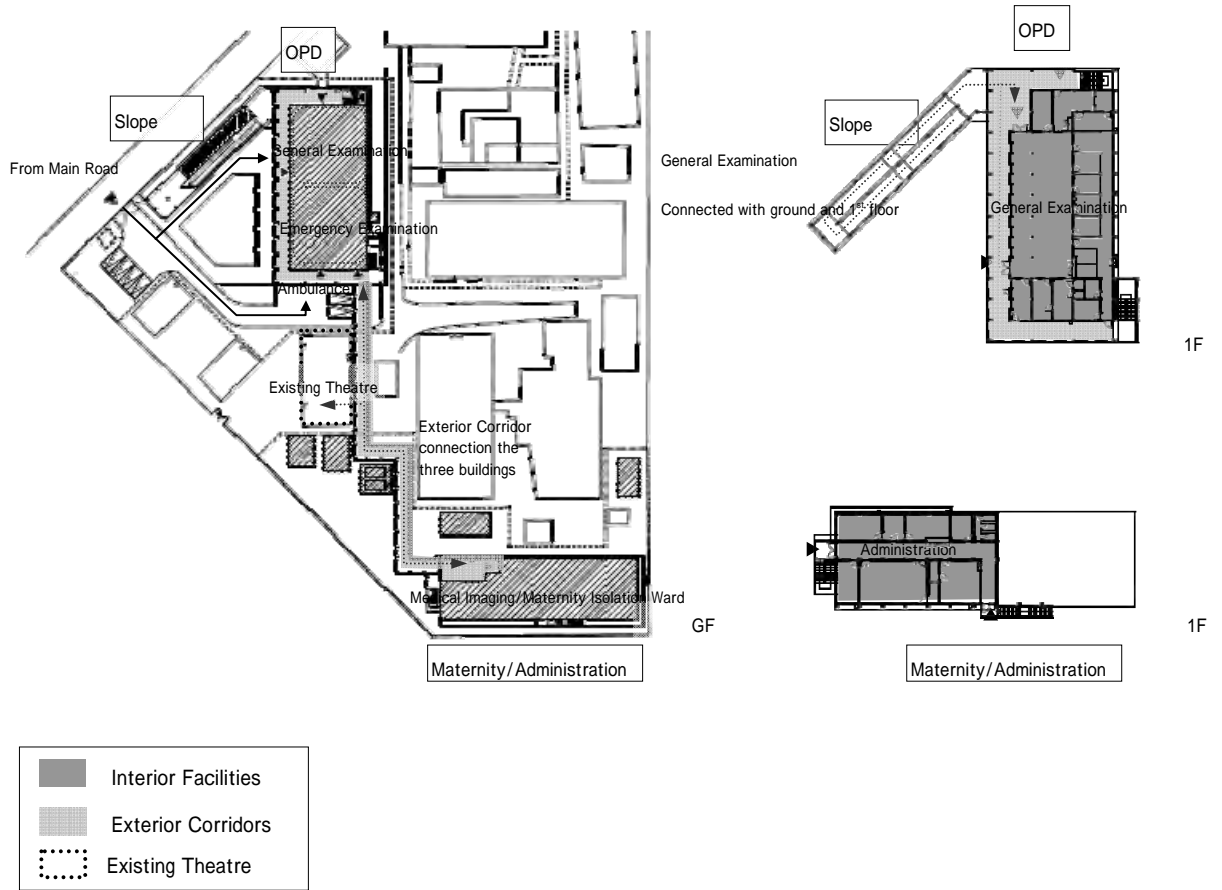 OPD
Slope
From Main Road
General Examination
Emergency Examination
Ambulance
Existing Theatre
Exterior Corridor
connection the
three buildings
Medical Imaging/Maternity Isolation Ward
GF
Maternity/Administration
OPD
Slope
General Examination
Connected with ground and 1st floor
General Examination
1F
Administration
1F
Maternity/Administration
Interior Facilities
Exterior Corridors
Existing Theatre